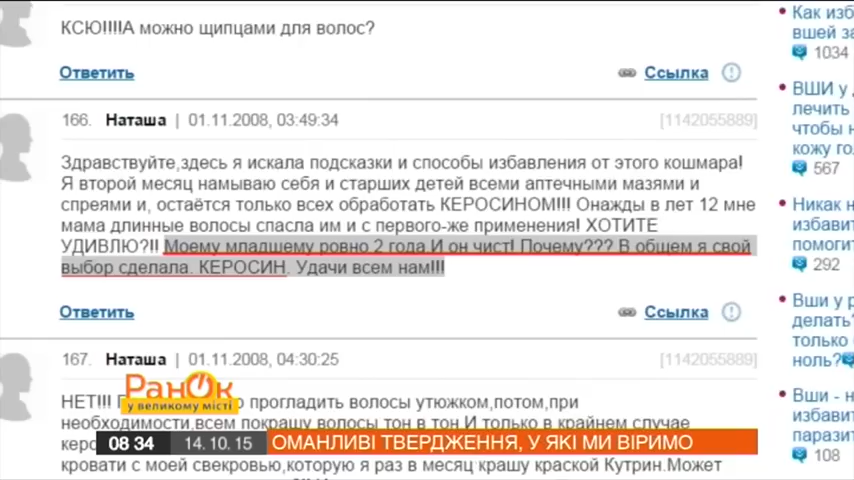 КСЮ!!!!А можно щипцами для волос?
Ответить
Ссылка
166. Наташа | 01.11.2008, 03:49:34 [1142055889]
Здравствуйте,здесь я искала подсказки и способы избавления от этого кошмара!
Я второй месяц намываю себя и старших детей всеми аптечными мазями и
спреями и, остаётся только всех обработать КЕРОСИНОМ!!! Онажды в лет 12 мне
мама длинные волосы спасла им и с первого-же применения! ХОТИТЕ
УДИВЛЮ?!! Моему младшему ровно 2 года И он чист! Почему??? В общем я свой
выбор сделала. КЕРОСИН. Удачи всем нам!!!
Ответить
Ссылка
167. Наташа | 01.11.2008, 04:30:25 [1142055889]
НЕТ!!! прогладить волосы утюжком,потом,при
необходимости,всем покрашу волосы тон в тон И только в крайнем случае
керо
кровати с моей свекровью,которую я раз в месяц крашу краской Кутрин.Может
Как изб
вшей за
1034
ВШИ у д
лечить
чтобы н
кожу гол
567
Никак н
избавит
помогит
292
Вши у р
делать?
только б
ноль?
Вши - н
избавит
паразит
108
РанОк
у великому місті
08 34 14. 10. 15 ОМАНЛИВІ ТВЕРДЖЕННЯ, У ЯКІ МИ ВІРИМО